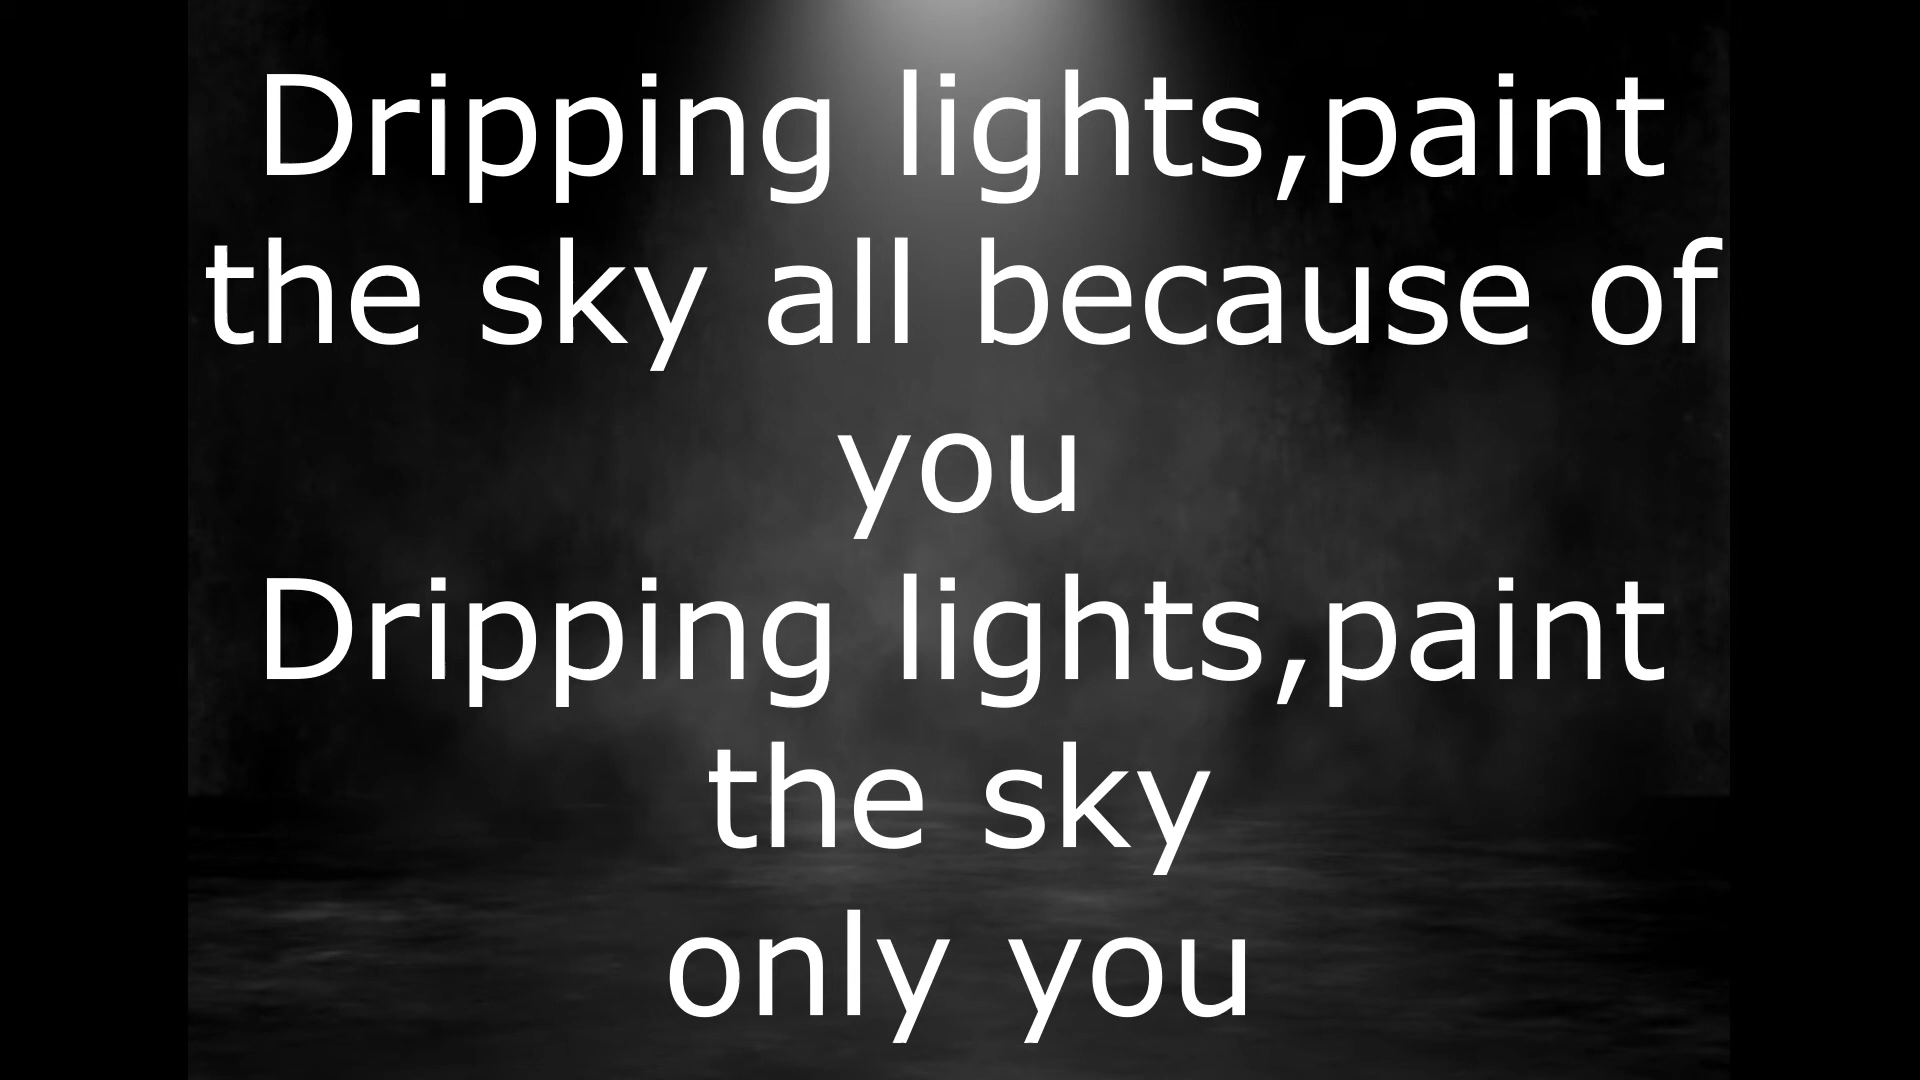 Dripping lights,paint
the sky all because of
you
Dripping lights,paint
the sky
only you